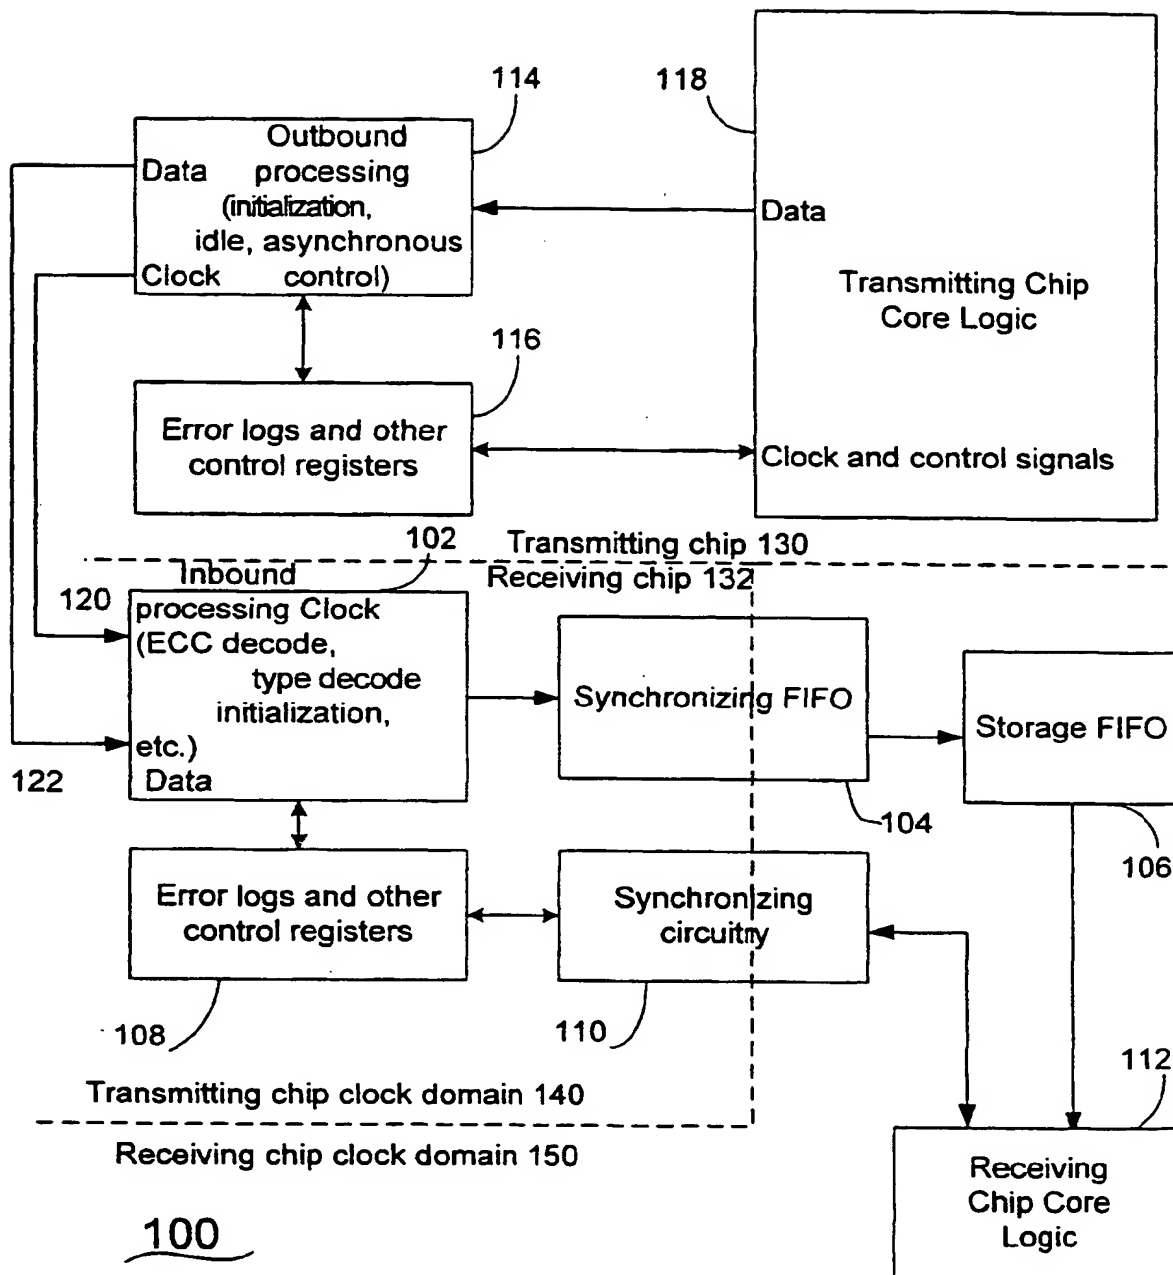 114
118
Outbound
Data processing
(initialization,
idle, asynchronous
Clock control)
Data
Transmitting Chip
Core Logic
116
Error logs and other
control registers
Clock and control signals
102
Transmitting chip 130
Inbound
Receiving chip 132
120
processing Clock
(ECC decode,
type decode
initialization,
etc.)
Data
122
Synchronizing FIFO
Storage FIFO
104
106
Error logs and other
control registers
Synchronizing
circuitry
108
110
112
Transmitting chip clock domain 140
Receiving chip clock domain 150
Receiving
Chip Core
Logic
100